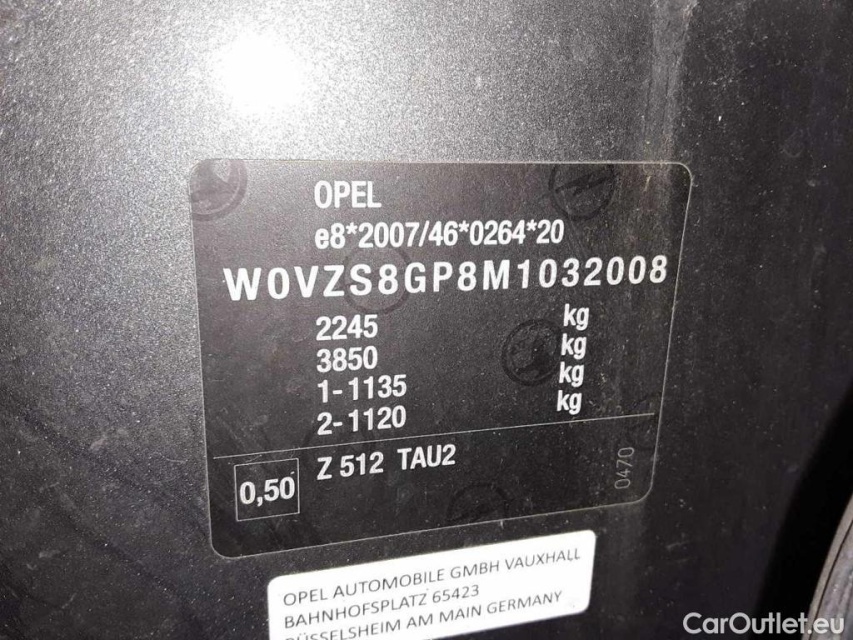 OPEL
e8*2007/46*0264*20
W0VZS8GP8M1032008
2245 kg
3850 kg
1-1135 kg
2-1120 kg
0,50 Z 512 TAU2
0470
OPEL AUTOMOBILE GMBH VAUXHALL
BAHNHOFSPLATZ 65423
RÜSSELSHEIM AM MAIN GERMANY
CarOutlet.eu